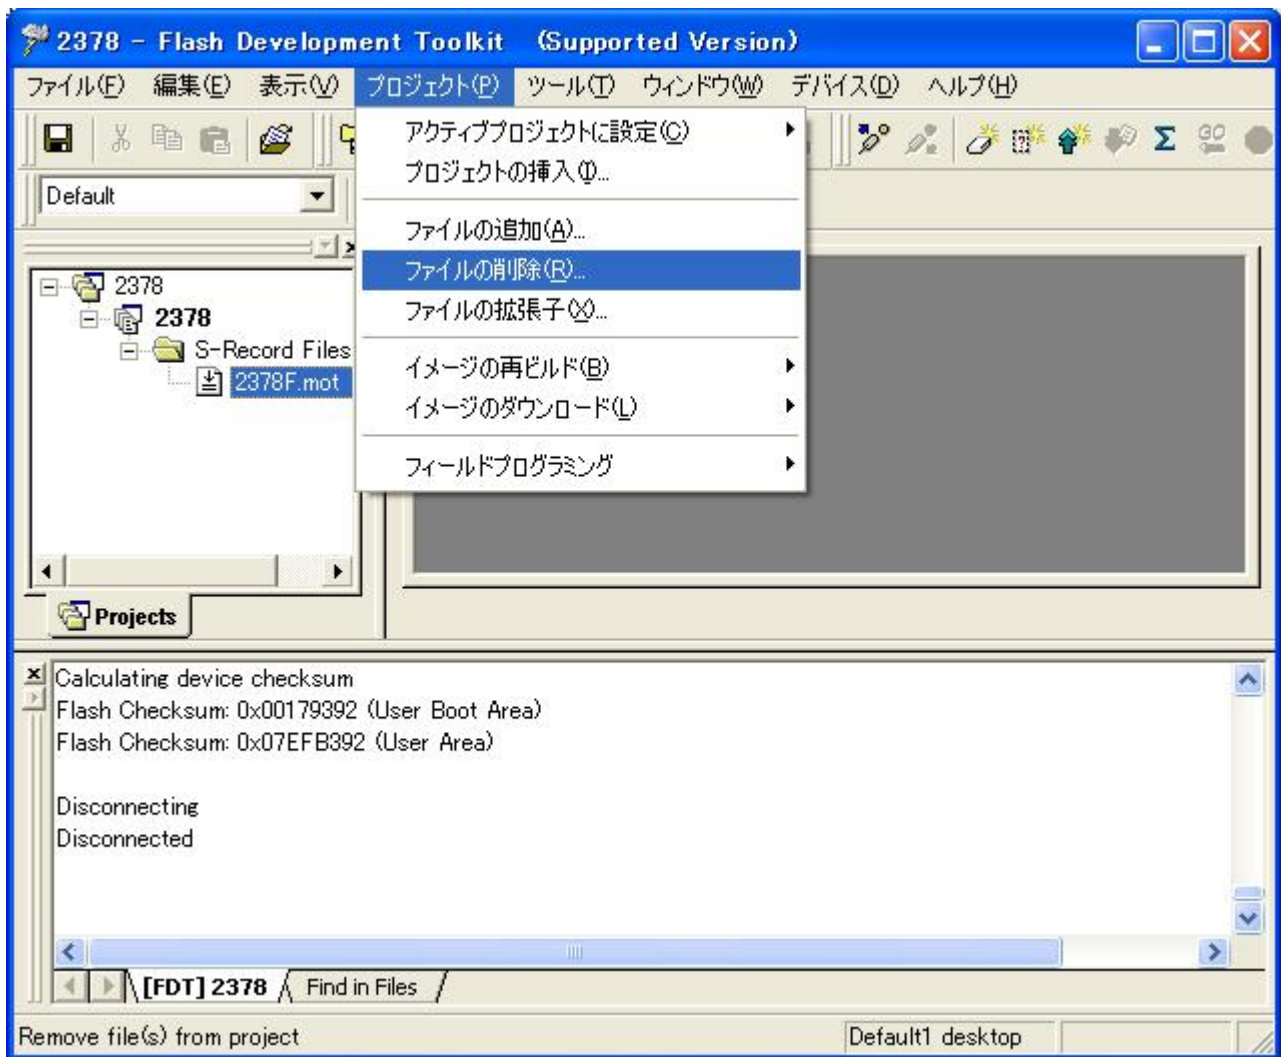 2378 - Flash Development Toolkit (Supported Version)
ファイル(F) 編集(E) 表示(V) プロジェクト(P) ツール(T) ウィンドウ(W) デバイス(D) ヘルプ(H)
アクティブプロジェクトに設定(C)
プロジェクトの挿入(I)...
ファイルの追加(A)...
ファイルの削除(R)...
ファイルの拡張子(X)...
イメージの再ビルド(B)
イメージのダウンロード(L)
フィールドプログラミング
GO
Default
2378
2378
S-Record Files
2378F.mot
Projects
Calculating device checksum
Flash Checksum: 0x00179392 (User Boot Area)
Flash Checksum: 0x07EFB392 (User Area)
Disconnecting
Disconnected
[FDT] 2378 Find in Files
Remove file(s) from project Default1 desktop